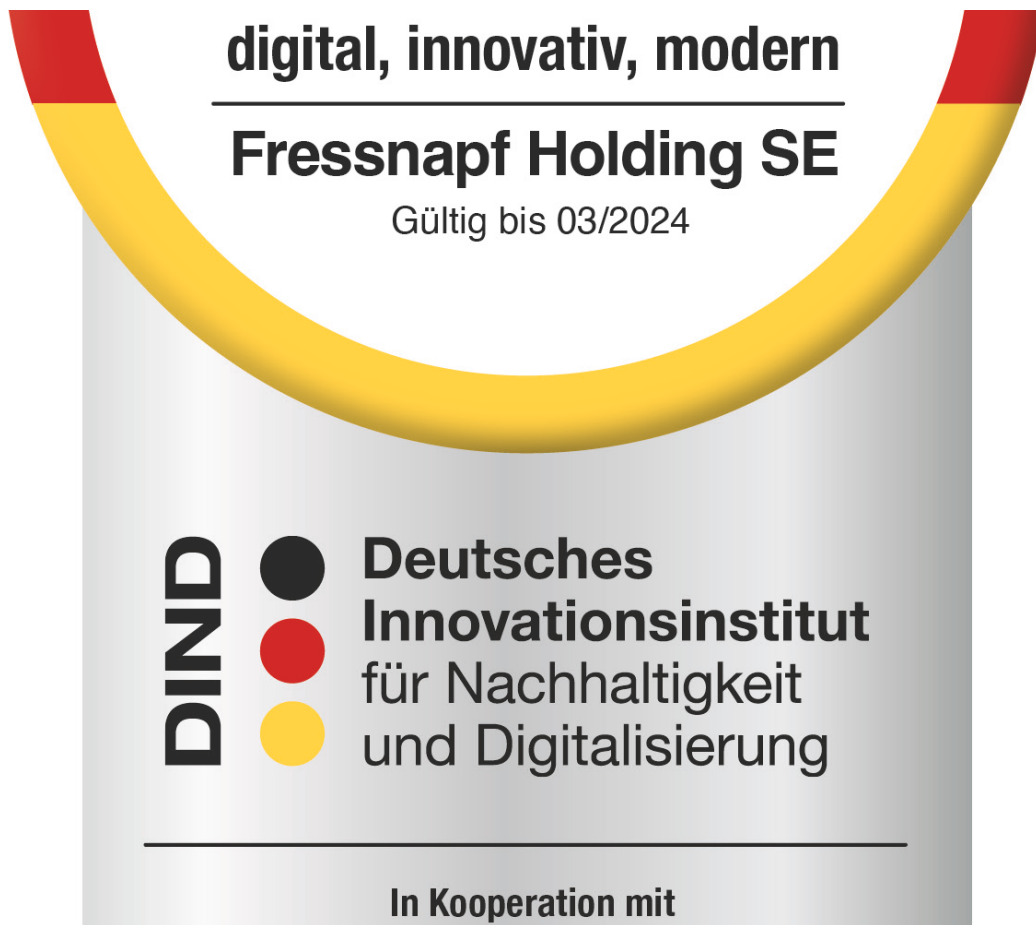 digital, innovativ, modern
Fressnapf Holding SE
Gültig bis 03/2024
DIND
Deutsches
Innovationsinstitut
für Nachhaltigkeit
und Digitalisierung
In Kooperation mit